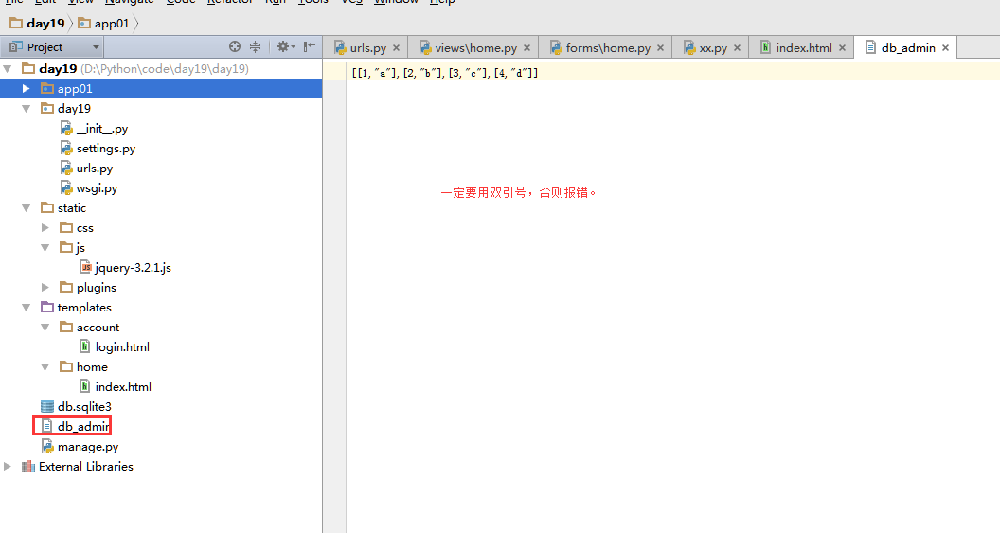 File Edit View Navigate Code Refactor Run Tools VCS Window Help
day19 app01
Project
urls.py views\home.py forms\home.py xx.py index.html db_admin
day19 (D:\Python\code\day19\day19)
app01
day19
__init__.py
settings.py
urls.py
wsgi.py
static
css
js
jquery-3.2.1.js
plugins
templates
account
login.html
home
index.html
db.sqlite3
db_admin
manage.py
External Libraries
[[1,"a"],[2,"b"],[3,"c"],[4,"d"]]
一定要用双引号，否则报错。